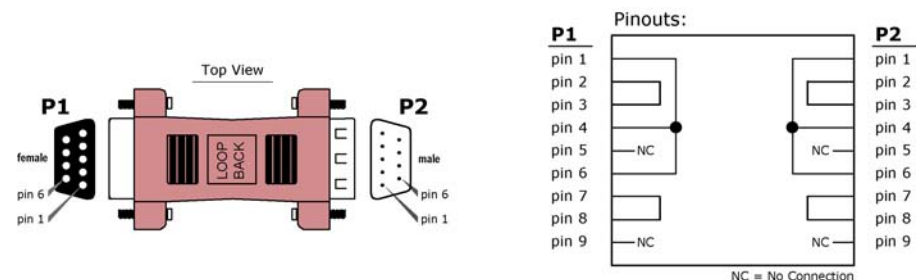 Top View
P1
P2
female
LOOP
BACK
male
pin 6
pin 6
pin 1
pin 1
Pinouts:
P1
P2
pin 1
pin 1
pin 2
pin 2
pin 3
pin 3
pin 4
pin 4
pin 5 NC NC pin 5
pin 6
pin 6
pin 7
pin 7
pin 8
pin 8
pin 9 NC NC pin 9
NC = No Connection